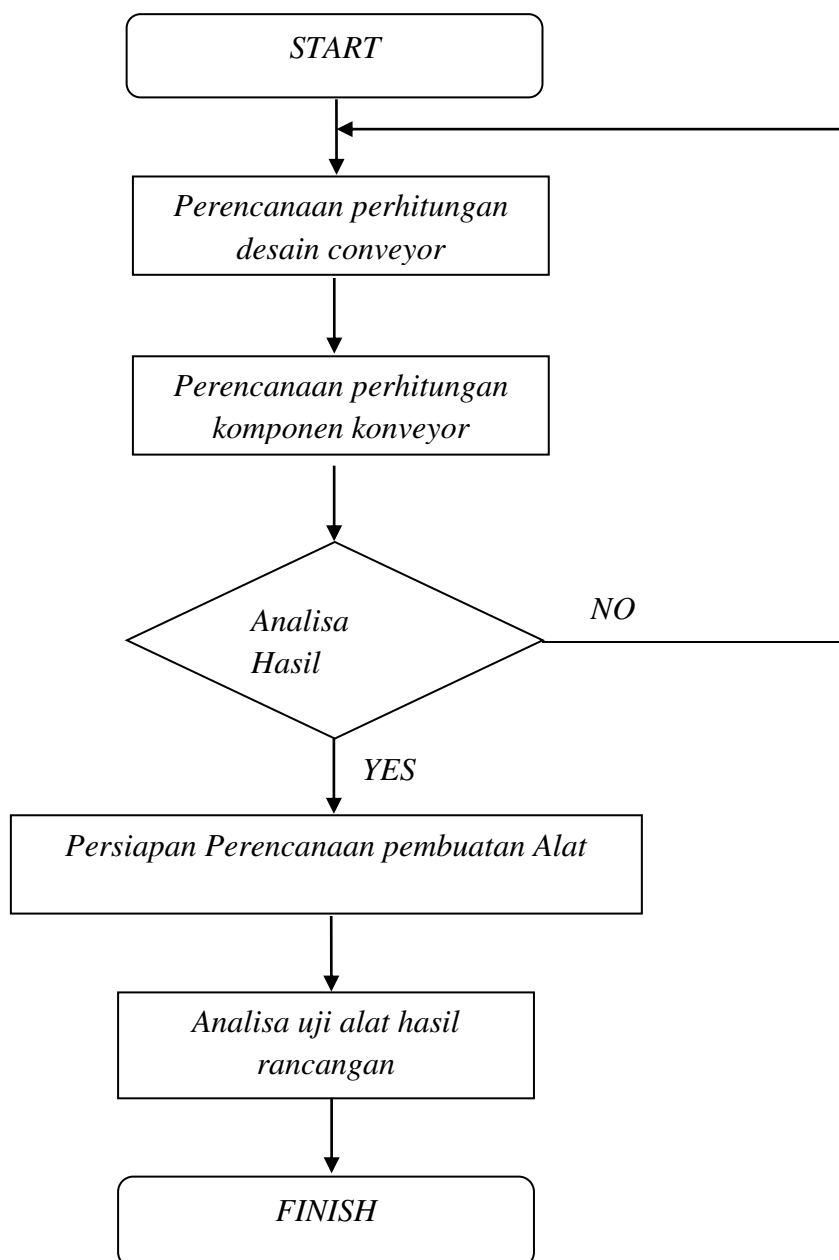 START
Perencanaan perhitungan
desain conveyor
Perencanaan perhitungan
komponen konveyor
Analisa
Hasil
NO
YES
Persiapan Perencanaan pembuatan Alat
Analisa uji alat hasil
rancangan
FINISH